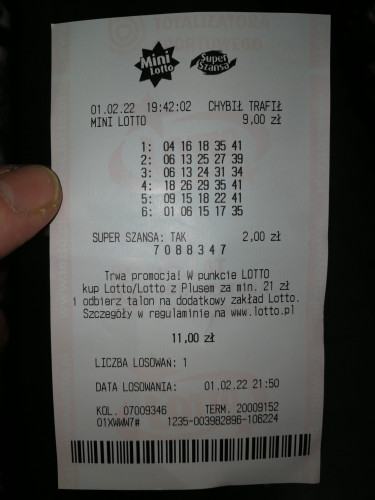 TOTALIZATORA
SPORTOWEGO
Mini Lotto
Super Szansa
01.02.22 19:42:02 CHYBIŁ TRAFIŁ
MINI LOTTO 9,00 zł
1: 04 16 18 35 41
2: 06 13 25 27 39
3: 06 13 24 31 34
4: 18 26 29 35 41
5: 09 15 18 22 41
6: 01 06 15 17 35
SUPER SZANSA: TAK 2,00 zł
7088347
Trwa promocja! W punkcie LOTTO
kup Lotto/Lotto z Plusem za min. 21 zł
i odbierz talon na dodatkowy zakład Lotto.
Szczegóły w regulaminie na www.lotto.pl
11,00 zł
LICZBA LOSOWAŃ: 1
DATA LOSOWANIA: 01.02.22 21:50
KOL. 07009346 TERM. 20009152
01XWWW7# 1235-003982896-106224